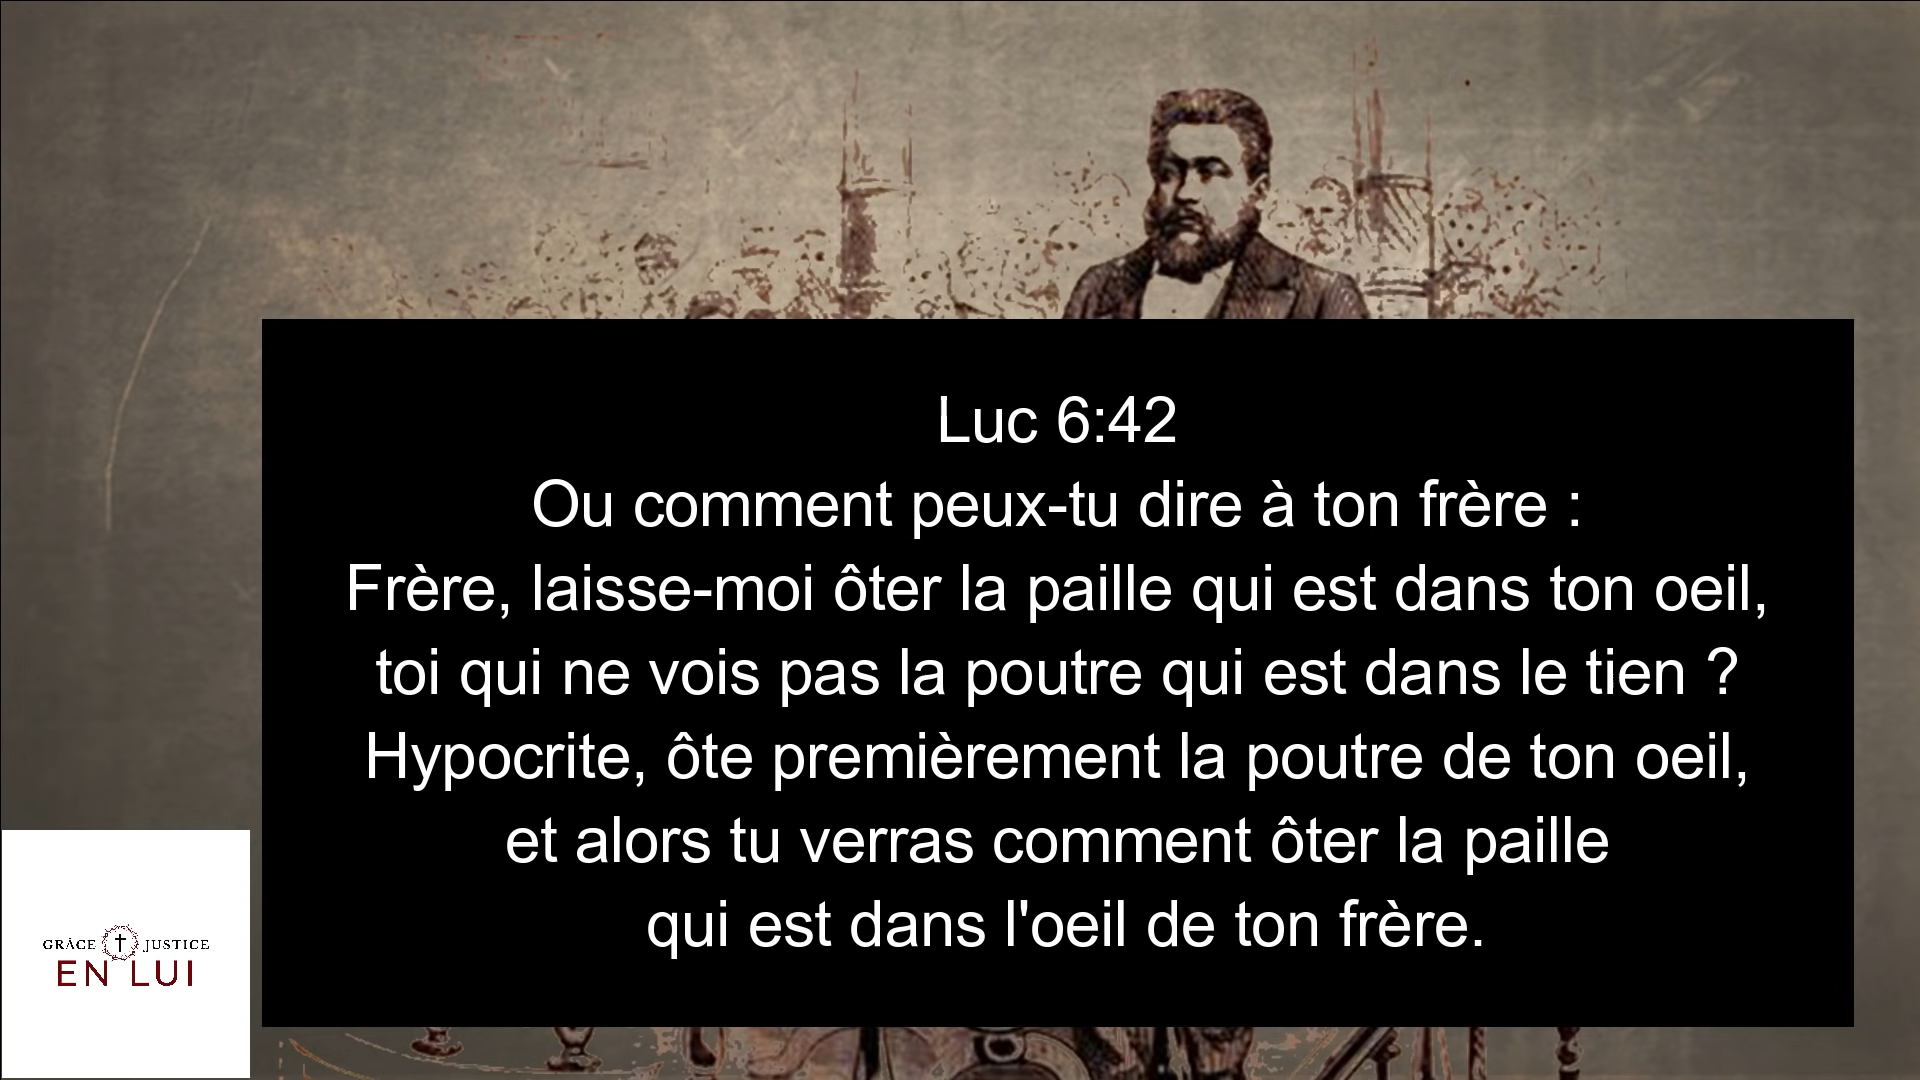 Luc 6:42
Ou comment peux-tu dire à ton frère :
Frère, laisse-moi ôter la paille qui est dans ton oeil,
toi qui ne vois pas la poutre qui est dans le tien ?
Hypocrite, ôte premièrement la poutre de ton oeil,
et alors tu verras comment ôter la paille
qui est dans l'oeil de ton frère.
GRÂCE JUSTICE
EN LUI